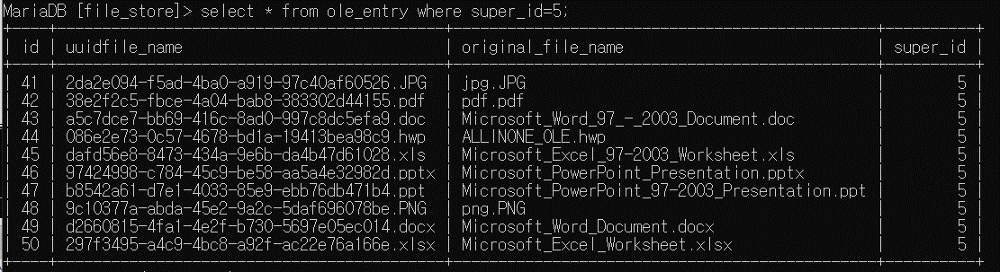 MariaDB [file_store]> select * from ole_entry where super_id=5;
| id | uuidfile_name | original_file_name | super_id |
| 41 | 2da2e094-f5ad-4ba0-a919-97c40af60526.JPG | jpg.JPG | 5 |
| 42 | 38e2f2c5-fbce-4a04-bab8-383302d44155.pdf | pdf.pdf | 5 |
| 43 | a5c7dce7-bb69-416c-8ad0-997c8dc5efa9.doc | Microsoft_Word_97_-_2003_Document.doc | 5 |
| 44 | 086e2e73-0c57-4678-bd1a-19413bea98c9.hwp | ALLINONE_OLE.hwp | 5 |
| 45 | dafd56e8-8473-434a-9e6b-da4b47d61028.xls | Microsoft_Excel_97-2003_Worksheet.xls | 5 |
| 46 | 97424998-c784-45c9-be58-aa5a4e32982d.pptx | Microsoft_PowerPoint_Presentation.pptx | 5 |
| 47 | b8542a61-d7e1-4033-85e9-ebb76db471b4.ppt | Microsoft_PowerPoint_97-2003_Presentation.ppt | 5 |
| 48 | 9c10377a-abda-45e2-9a2c-5daf696078be.PNG | png.PNG | 5 |
| 49 | d2660815-4fa1-4e2f-b730-5697e05ec014.docx | Microsoft_Word_Document.docx | 5 |
| 50 | 297f3495-a4c9-4bc8-a92f-ac22e76a166e.xlsx | Microsoft_Excel_Worksheet.xlsx | 5 |